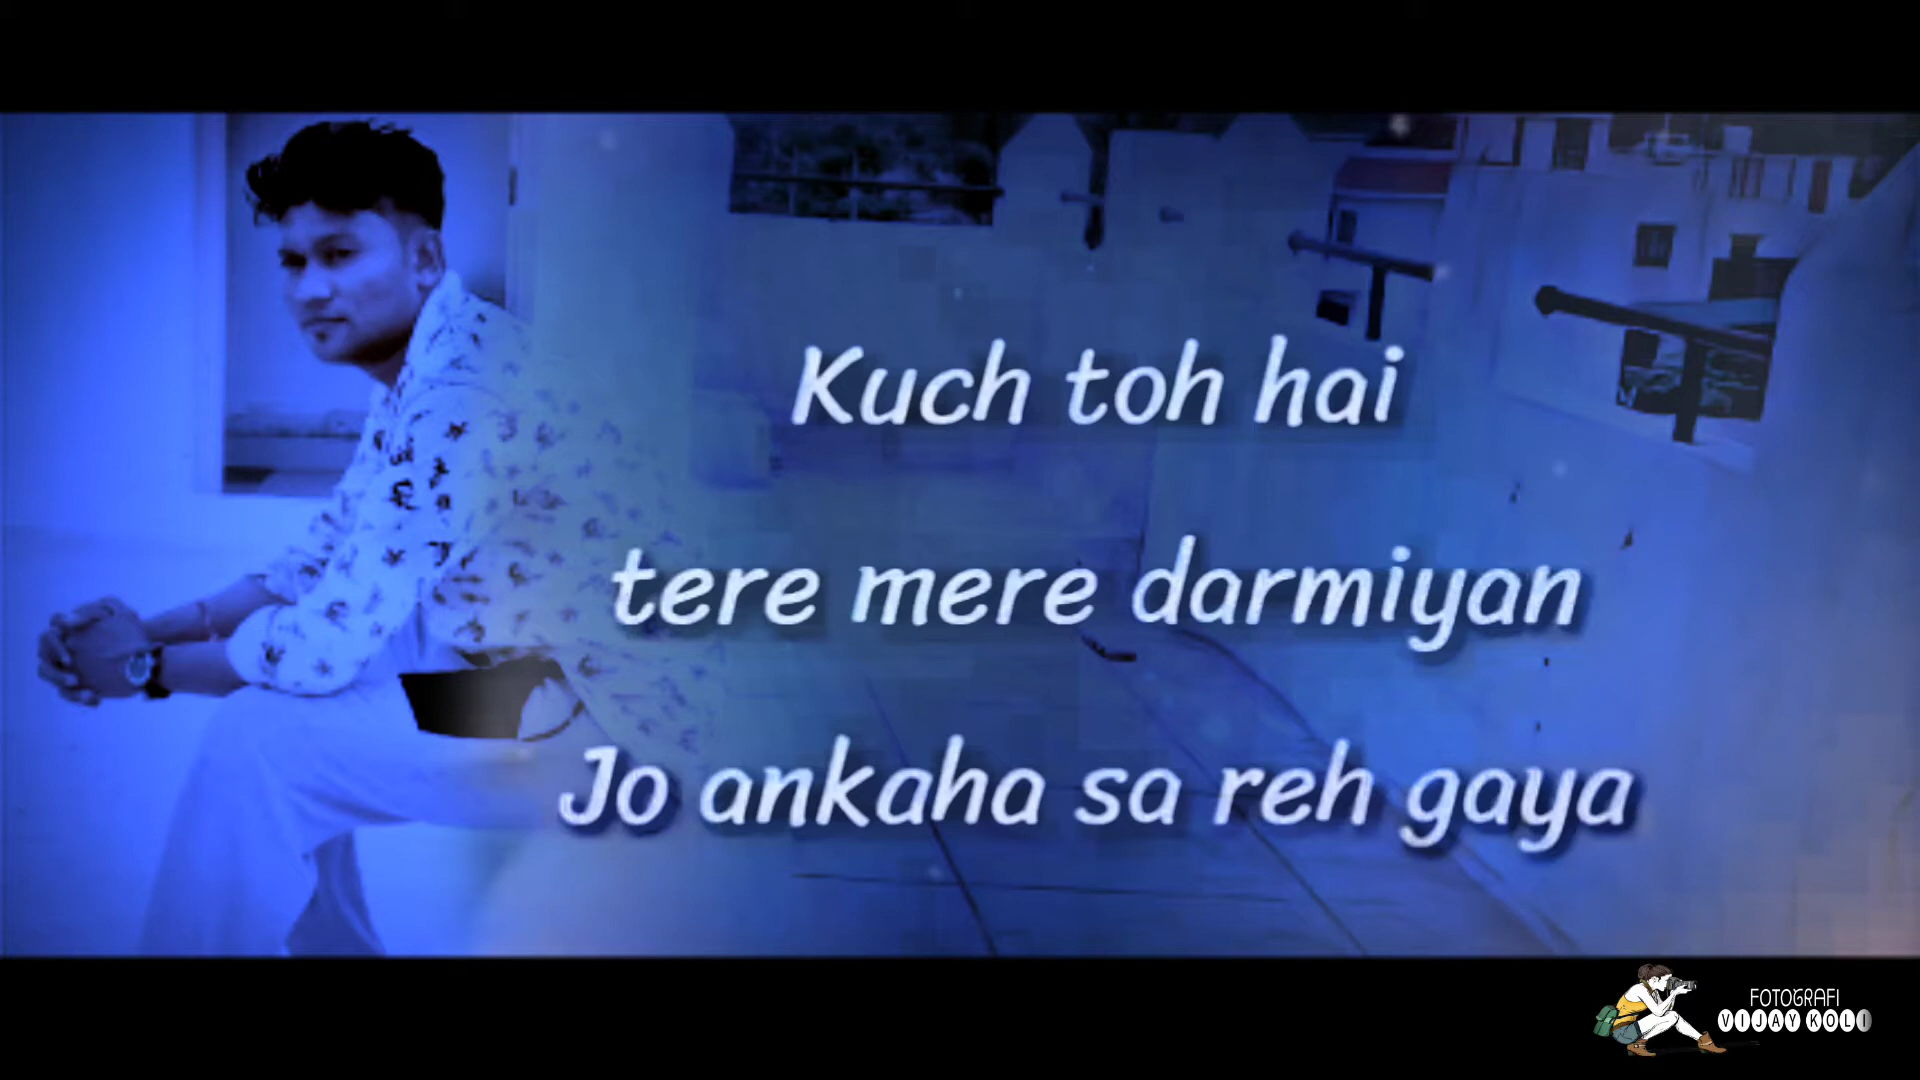 Kuch toh hai
tere mere darmiyan
Jo ankaha sa reh gaya
FOTOGRAFI
VIJAY KOLI